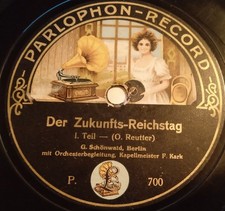 PARLOPHON-RECORD
Der Zukunfts-Reichstag
I. Teil — (O. Reutter)
G. Schönwald, Berlin
mit Orchesterbegleitung, Kapellmeister F. Kark
P. 700